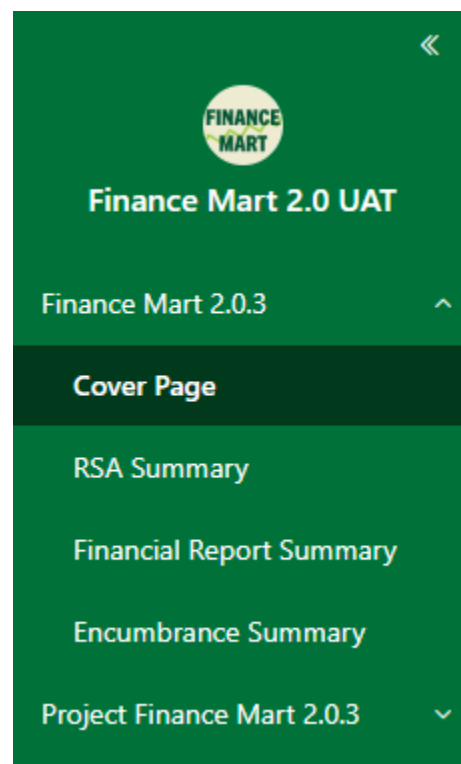 FINANCE
MART
Finance Mart 2.0 UAT
Finance Mart 2.0.3
Cover Page
RSA Summary
Financial Report Summary
Encumbrance Summary
Project Finance Mart 2.0.3